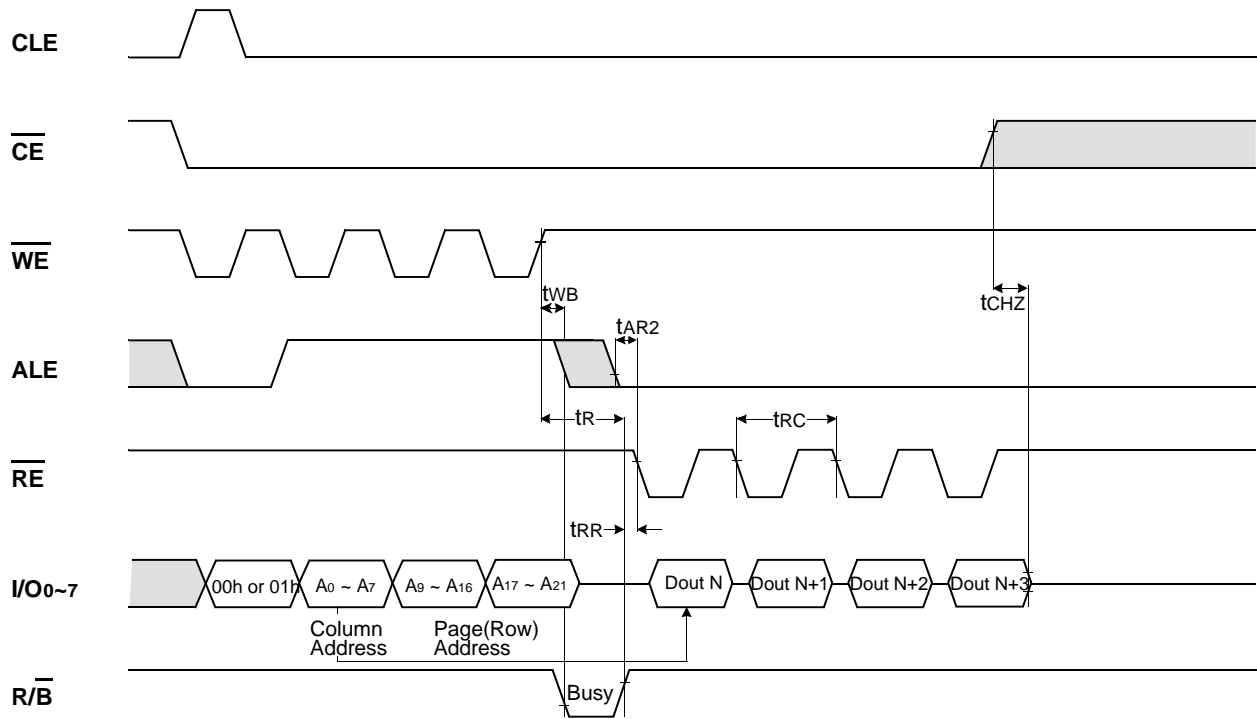 CLE
CE
WE
tWB
tCHZ
tAR2
ALE
tR
tRC
RE
tRR
I/O0~7
00h or 01h
A0 ~ A7
A9 ~ A16
A17 ~ A21
Dout N
Dout N+1
Dout N+2
Dout N+3
Column
Address
Page(Row)
Address
R/B
Busy